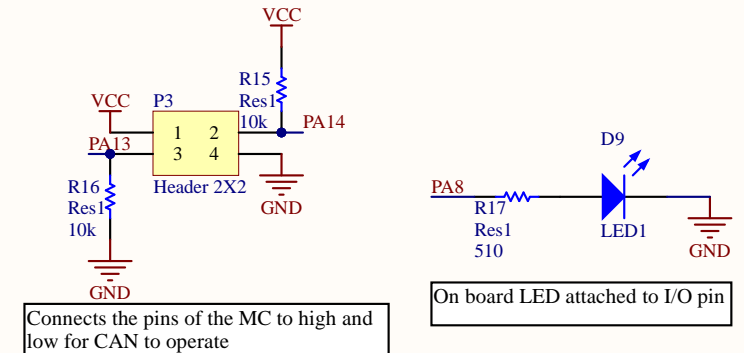 VCC
R15
Res1
10k
PA14
VCC
P3
1 2
3 4
Header 2X2
PA13
R16
Res1
10k
GND
GND
Connects the pins of the MC to high and
low for CAN to operate
D9
PA8
R17
Res1
510
LED1
GND
On board LED attached to I/O pin